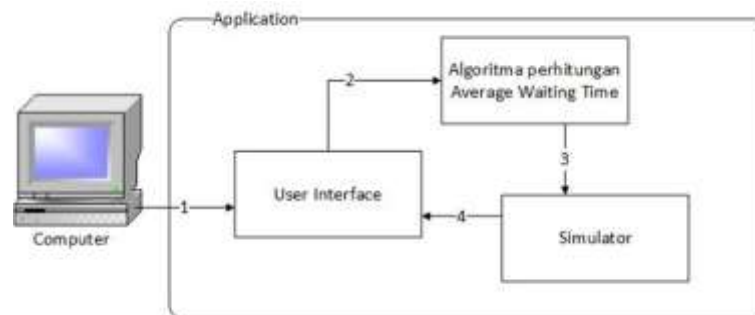 Application
2
Algoritma perhitungan
Average Waiting Time
3
User Interface
1
4
Simulator
Computer